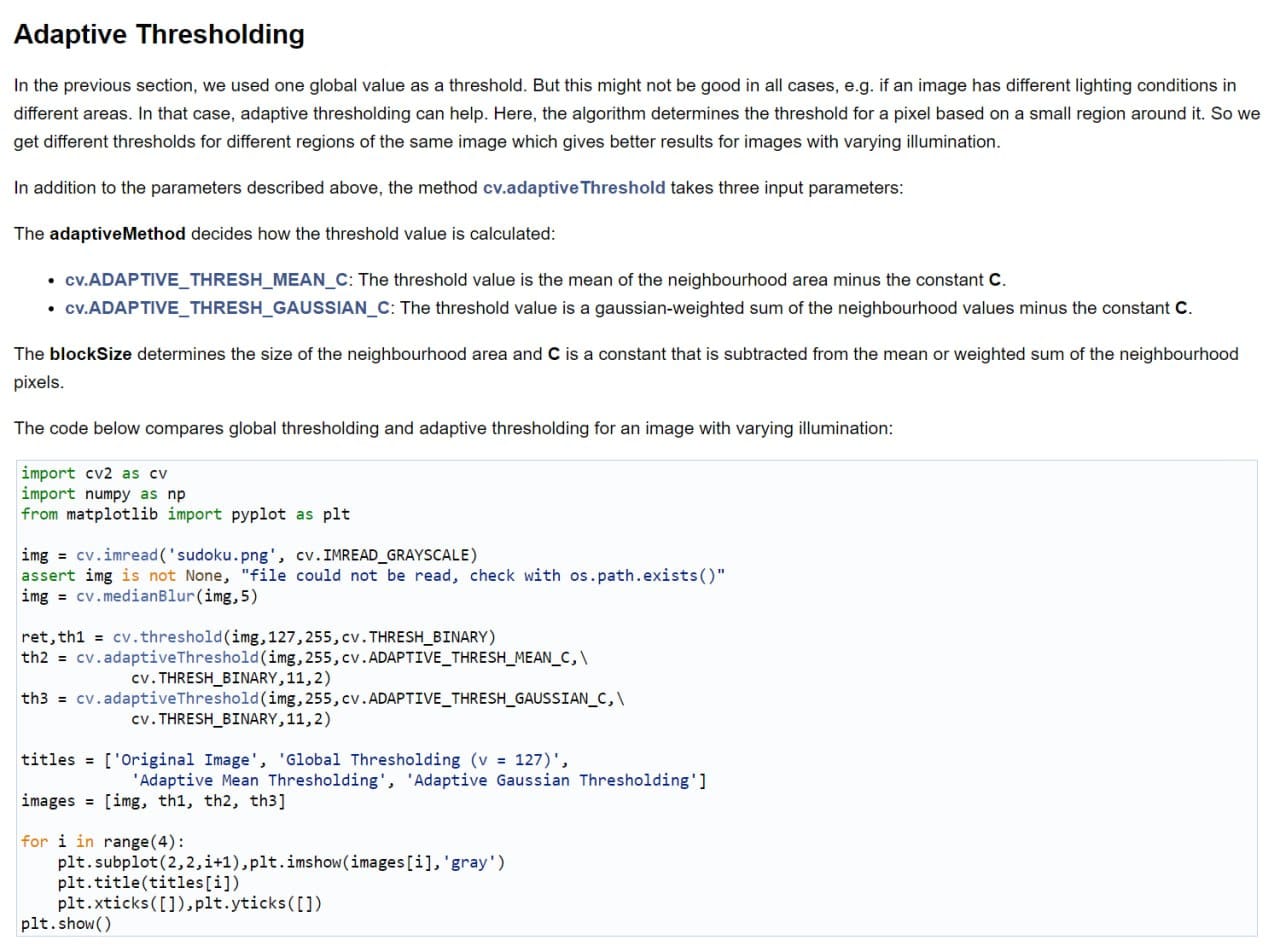 Adaptive Thresholding
In the previous section, we used one global value as a threshold. But this might not be good in all cases, e.g. if an image has different lighting conditions in
different areas. In that case, adaptive thresholding can help. Here, the algorithm determines the threshold for a pixel based on a small region around it. So we
get different thresholds for different regions of the same image which gives better results for images with varying illumination.
In addition to the parameters described above, the method cv.adaptiveThreshold takes three input parameters:
The adaptiveMethod decides how the threshold value is calculated:
• cv.ADAPTIVE_THRESH_MEAN_C: The threshold value is the mean of the neighbourhood area minus the constant C.
• cv.ADAPTIVE_THRESH_GAUSSIAN_C: The threshold value is a gaussian-weighted sum of the neighbourhood values minus the constant C.
The blockSize determines the size of the neighbourhood area and C is a constant that is subtracted from the mean or weighted sum of the neighbourhood
pixels.
The code below compares global thresholding and adaptive thresholding for an image with varying illumination:
import cv2 as cv
import numpy as np
from matplotlib import pyplot as plt
img = cv.imread('sudoku.png', cv.IMREAD_GRAYSCALE)
assert img is not None, "file could not be read, check with os.path.exists()"
img = cv.medianBlur(img,5)
ret,th1 = cv.threshold(img,127,255,cv.THRESH_BINARY)
th2 = cv.adaptiveThreshold(img,255,cv.ADAPTIVE_THRESH_MEAN_C,\
            cv.THRESH_BINARY,11,2)
th3 = cv.adaptiveThreshold(img,255,cv.ADAPTIVE_THRESH_GAUSSIAN_C,\
            cv.THRESH_BINARY,11,2)
titles = ['Original Image', 'Global Thresholding (v = 127)',
            'Adaptive Mean Thresholding', 'Adaptive Gaussian Thresholding']
images = [img, th1, th2, th3]
for i in range(4):
    plt.subplot(2,2,i+1),plt.imshow(images[i],'gray')
    plt.title(titles[i])
    plt.xticks([]),plt.yticks([])
plt.show()